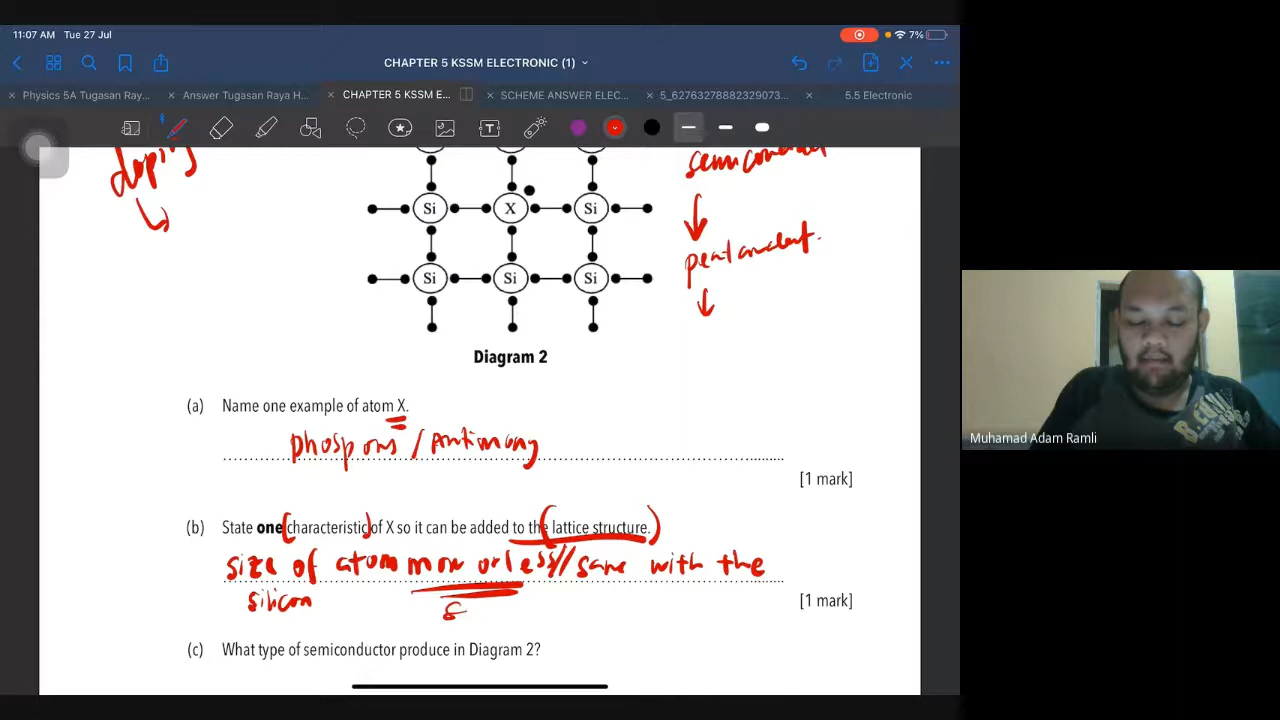 11:07 AM Tue 27 Jul
7%
CHAPTER 5 KSSM ELECTRONIC (1)
Physics 5A Tugasan Ray...
Answer Tugasan Raya H...
CHAPTER 5 KSSM E...
SCHEME ANSWER ELEC...
5_62763278882329073...
5.5 Electronic
doping
semiconductor
Si X Si
pentavalent.
Si Si Si
Diagram 2
(a) Name one example of atom X.
phosporus / Antimony
[1 mark]
(b) State one (characteristic) of X so it can be added to the (lattice structure.)
size of atom more or less // same with the
silicon
[1 mark]
(c) What type of semiconductor produce in Diagram 2?
Muhamad Adam Ramli